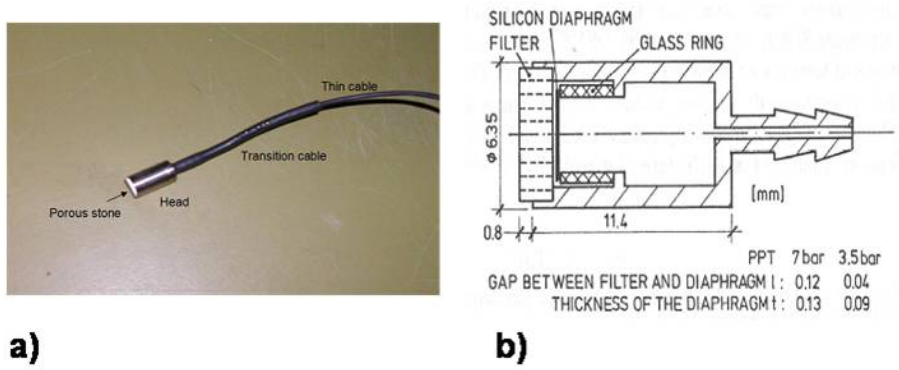 Thin cable
Transition cable
Head
Porous stone
a)
SILICON DIAPHRAGM
FILTER
GLASS RING
ϕ 6.35
[mm]
0.8
11.4
PPT 7 bar 3.5 bar
GAP BETWEEN FILTER AND DIAPHRAGM l : 0.12 0.04
THICKNESS OF THE DIAPHRAGM t : 0.13 0.09
b)